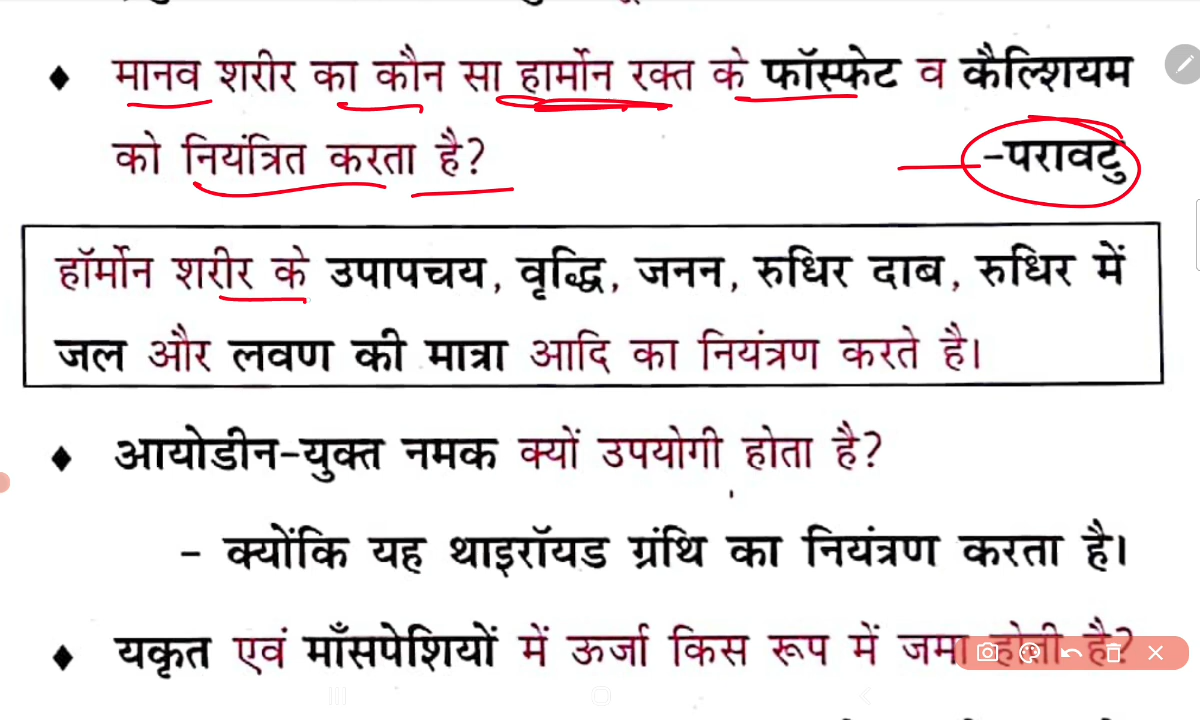 ♦ मानव शरीर का कौन सा हार्मोन रक्त के फॉस्फेट व कैल्शियम
को नियंत्रित करता है? -परावटु
हॉर्मोन शरीर के उपापचय, वृद्धि, जनन, रुधिर दाब, रुधिर में
जल और लवण की मात्रा आदि का नियंत्रण करते है।
♦ आयोडीन-युक्त नमक क्यों उपयोगी होता है?
- क्योंकि यह थाइरॉयड ग्रंथि का नियंत्रण करता है।
♦ यकृत एवं माँसपेशियों में ऊर्जा किस रूप में जमा होती है?